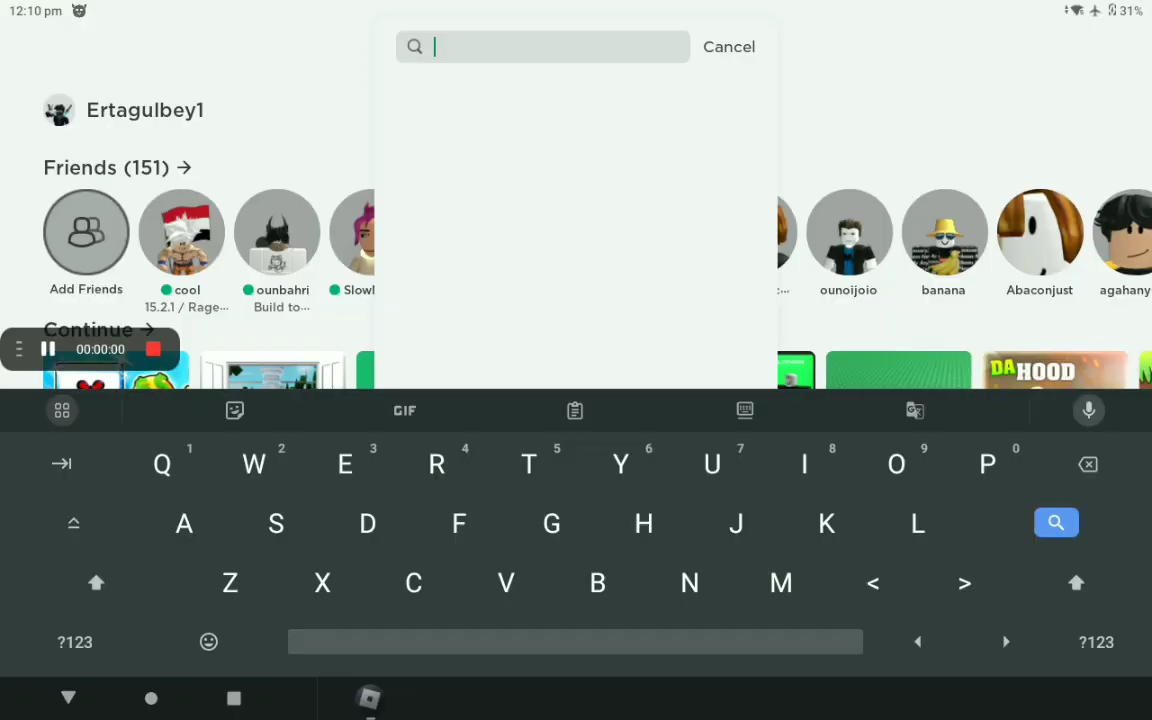 12:10 pm
31%
Cancel
Ertagulbey1
Friends (151) →
Add Friends
cool
15.2.1 / Rage...
ounbahri
Build to...
Slowl
ounoijoio
banana
Abaconjust
agahany
Continue →
00:00:00
DA HOOD
GIF
Q 1 W 2 E 3 R 4 T 5 Y 6 U 7 I 8 O 9 P 0
A S D F G H J K L
Z X C V B N M < >
?123 ?123